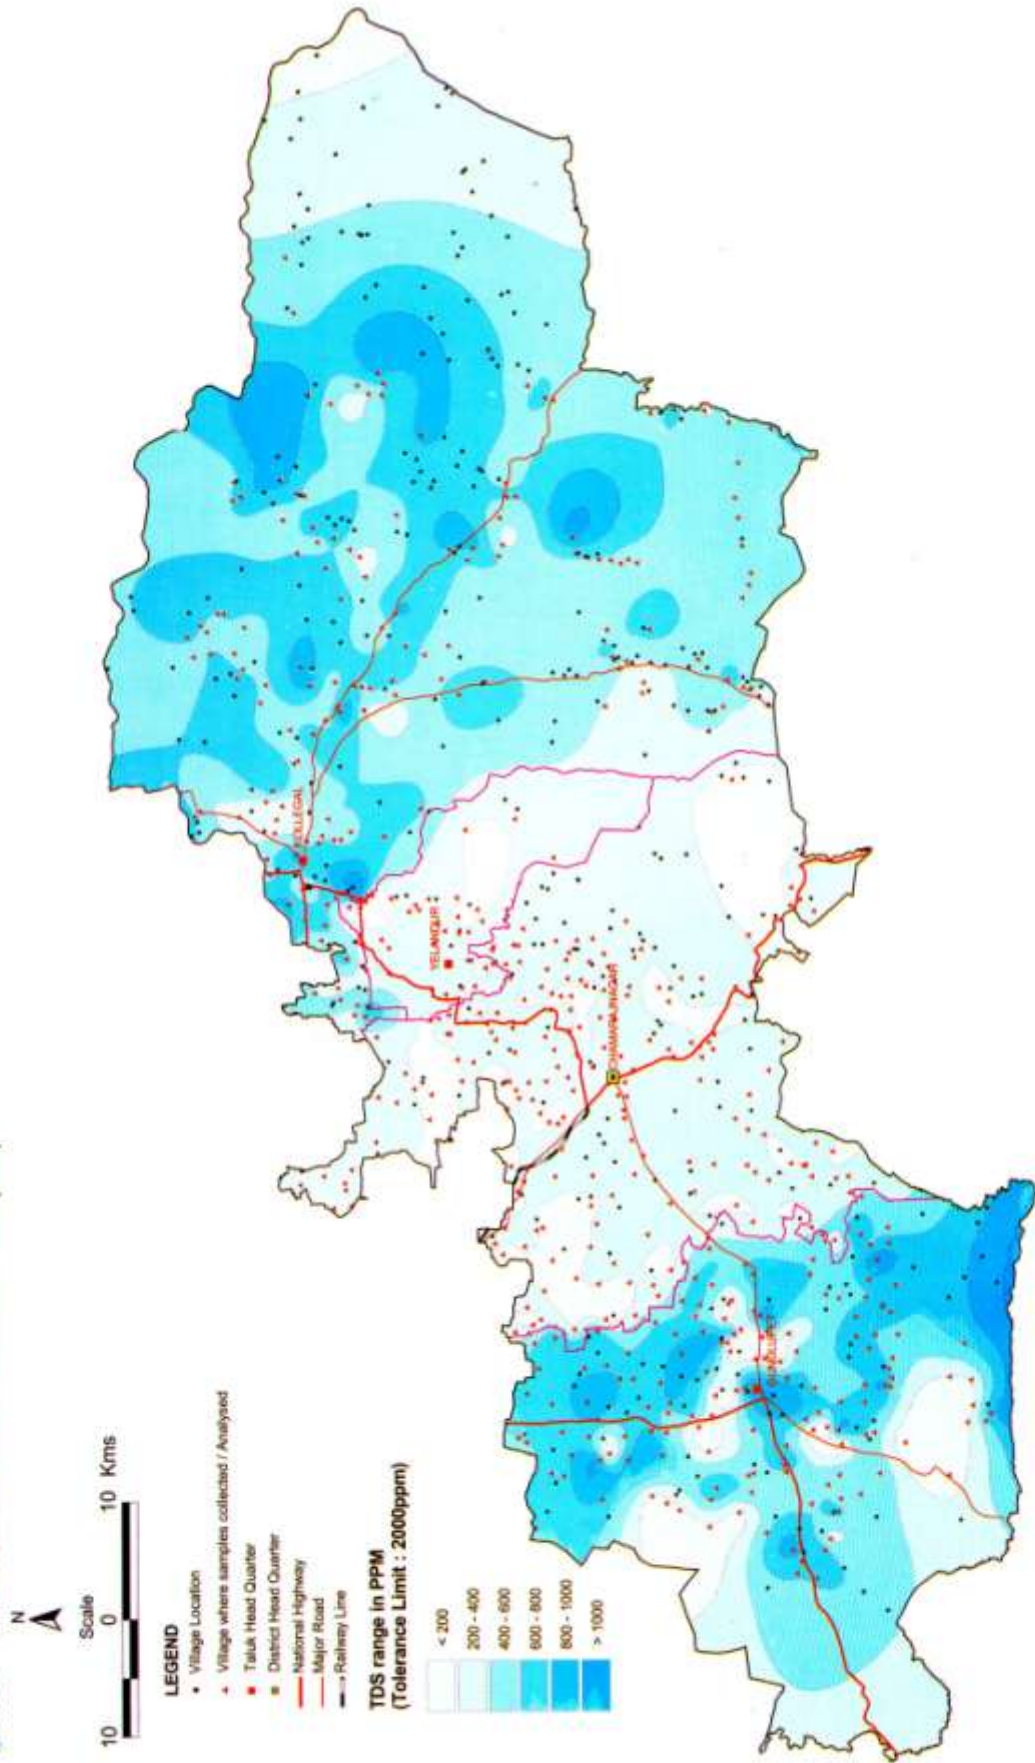 N
Scale
10 0 10 Kms
LEGEND
Village Location
Village where samples collected / Analysed
Taluk Head Quarter
District Head Quarter
National Highway
Major Road
Railway Line
TDS range in PPM
(Tolerance Limit : 2000ppm)
< 200
200 - 400
400 - 600
600 - 800
800 - 1000
> 1000
KOLLEGAL
YELANDUR
CHAMARAJNAGAR